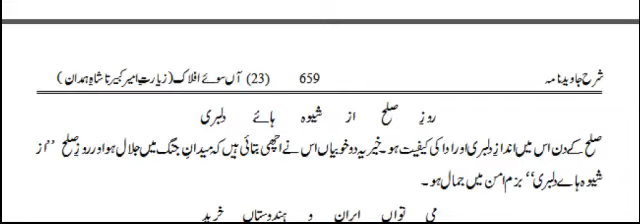 شرح جاوید نامہ 659 (23) آں سوئے افلاک (زیارت امیر کبیر تا شاہِ ہمدان)
روز صلح از شیوہ ہائے دلبری
صلح کے دن اس میں اندازِ دلبری اور ادا کی کیفیت ہو۔ خیر یہ دو خوبیاں اس نے اچھی بتائی ہیں کہ میدانِ جنگ میں جلال ہو اور روزِ صلح ’’از
شیوہ ہاے دلبری‘‘ بزم امن میں جمال ہو۔
می تواں ایران و ہندوستاں خرید